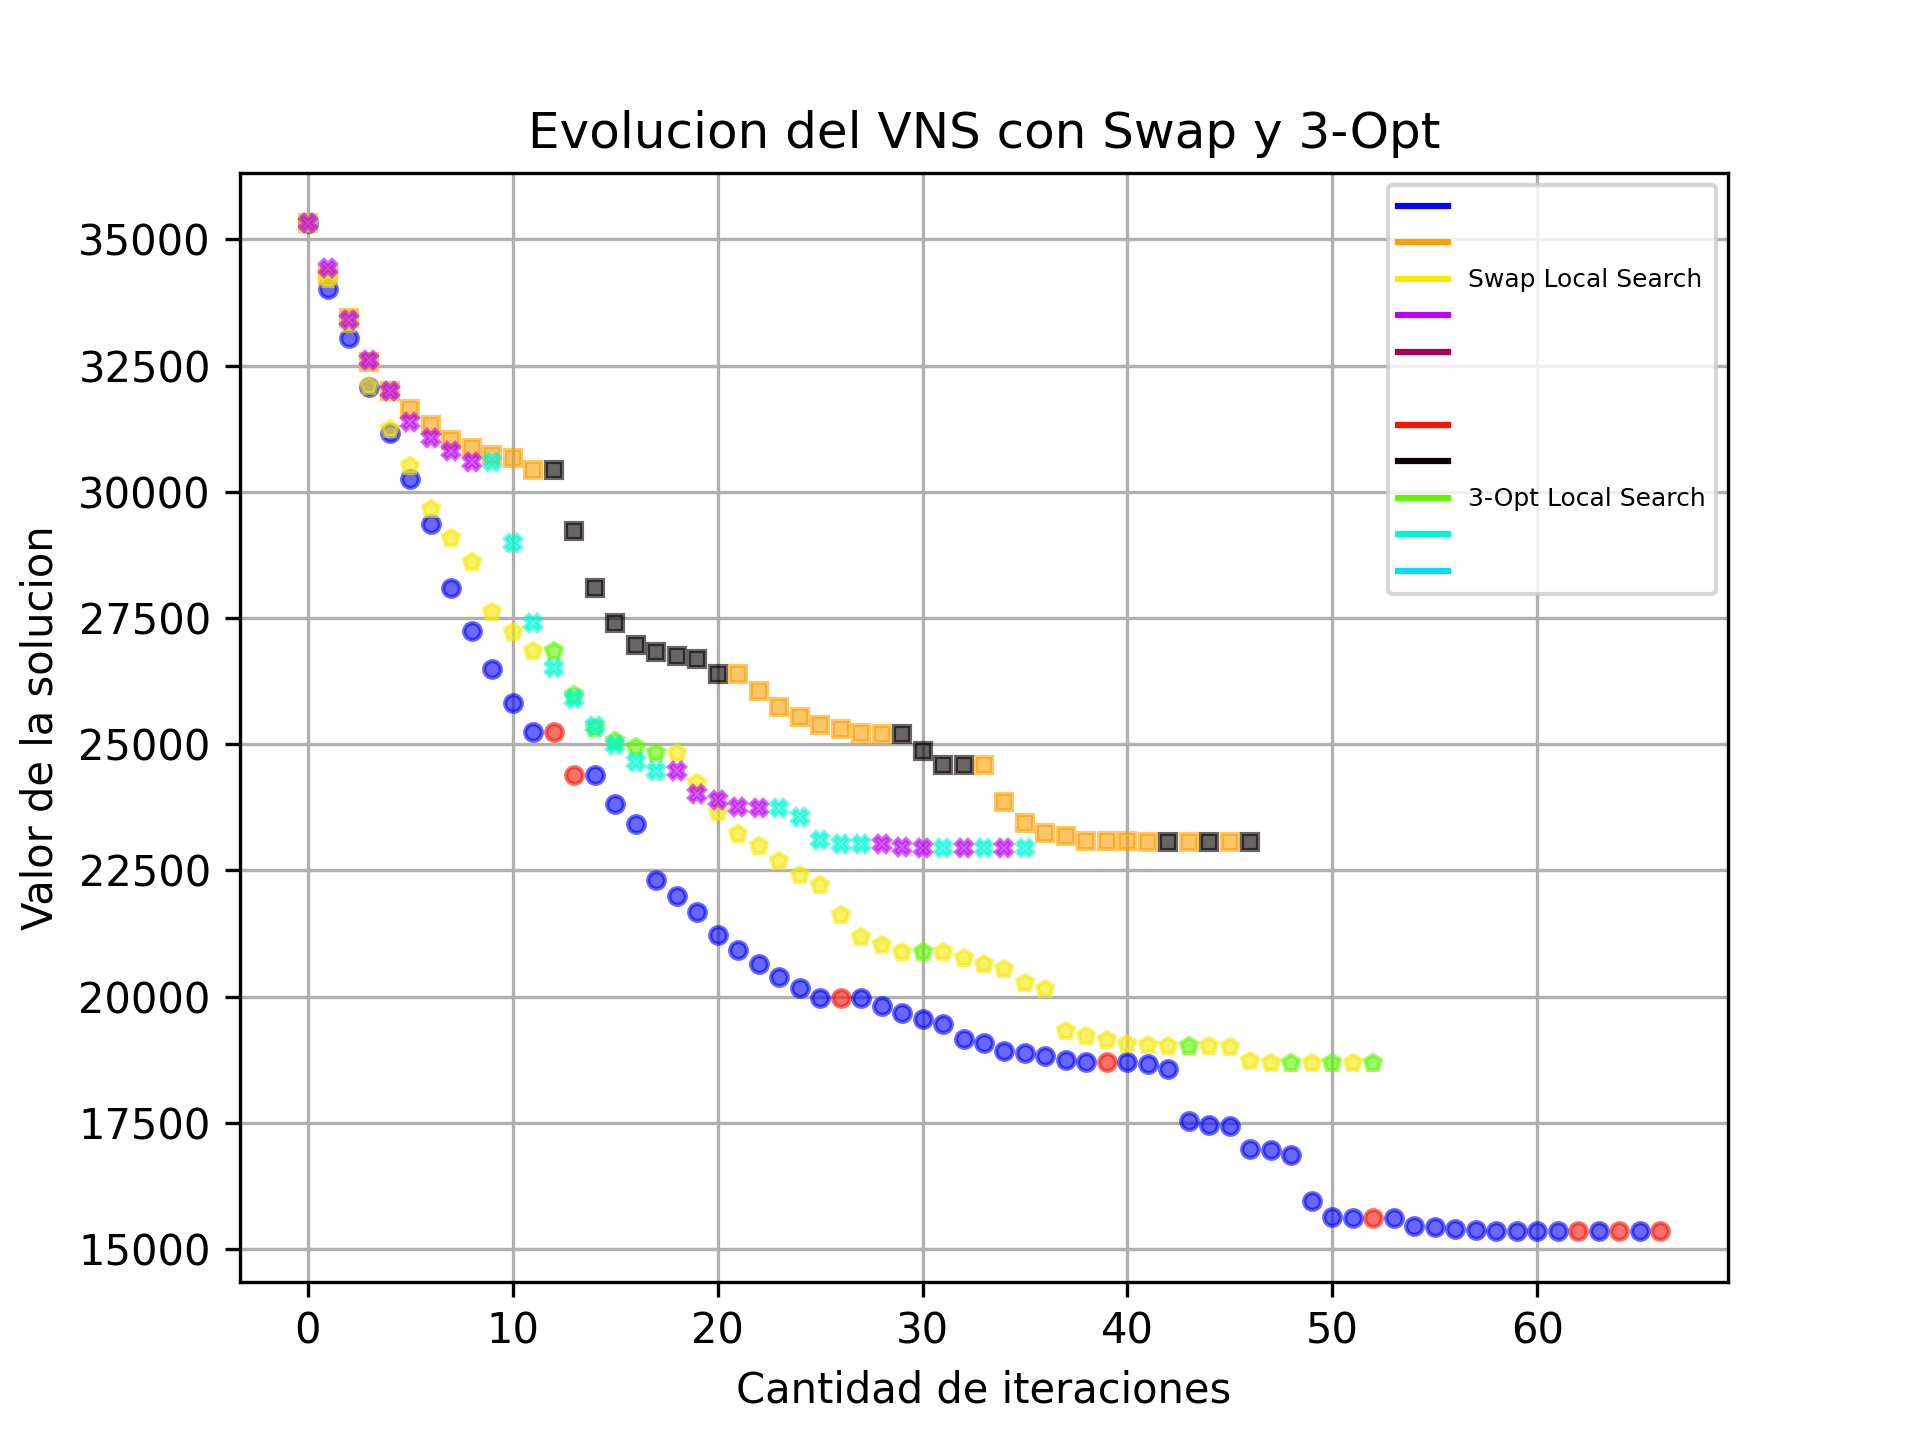 Evolucion del VNS con Swap y 3-Opt
35000
32500
30000
27500
25000
22500
20000
17500
15000
Valor de la solucion
Swap Local Search
3-Opt Local Search
0 10 20 30 40 50 60
Cantidad de iteraciones